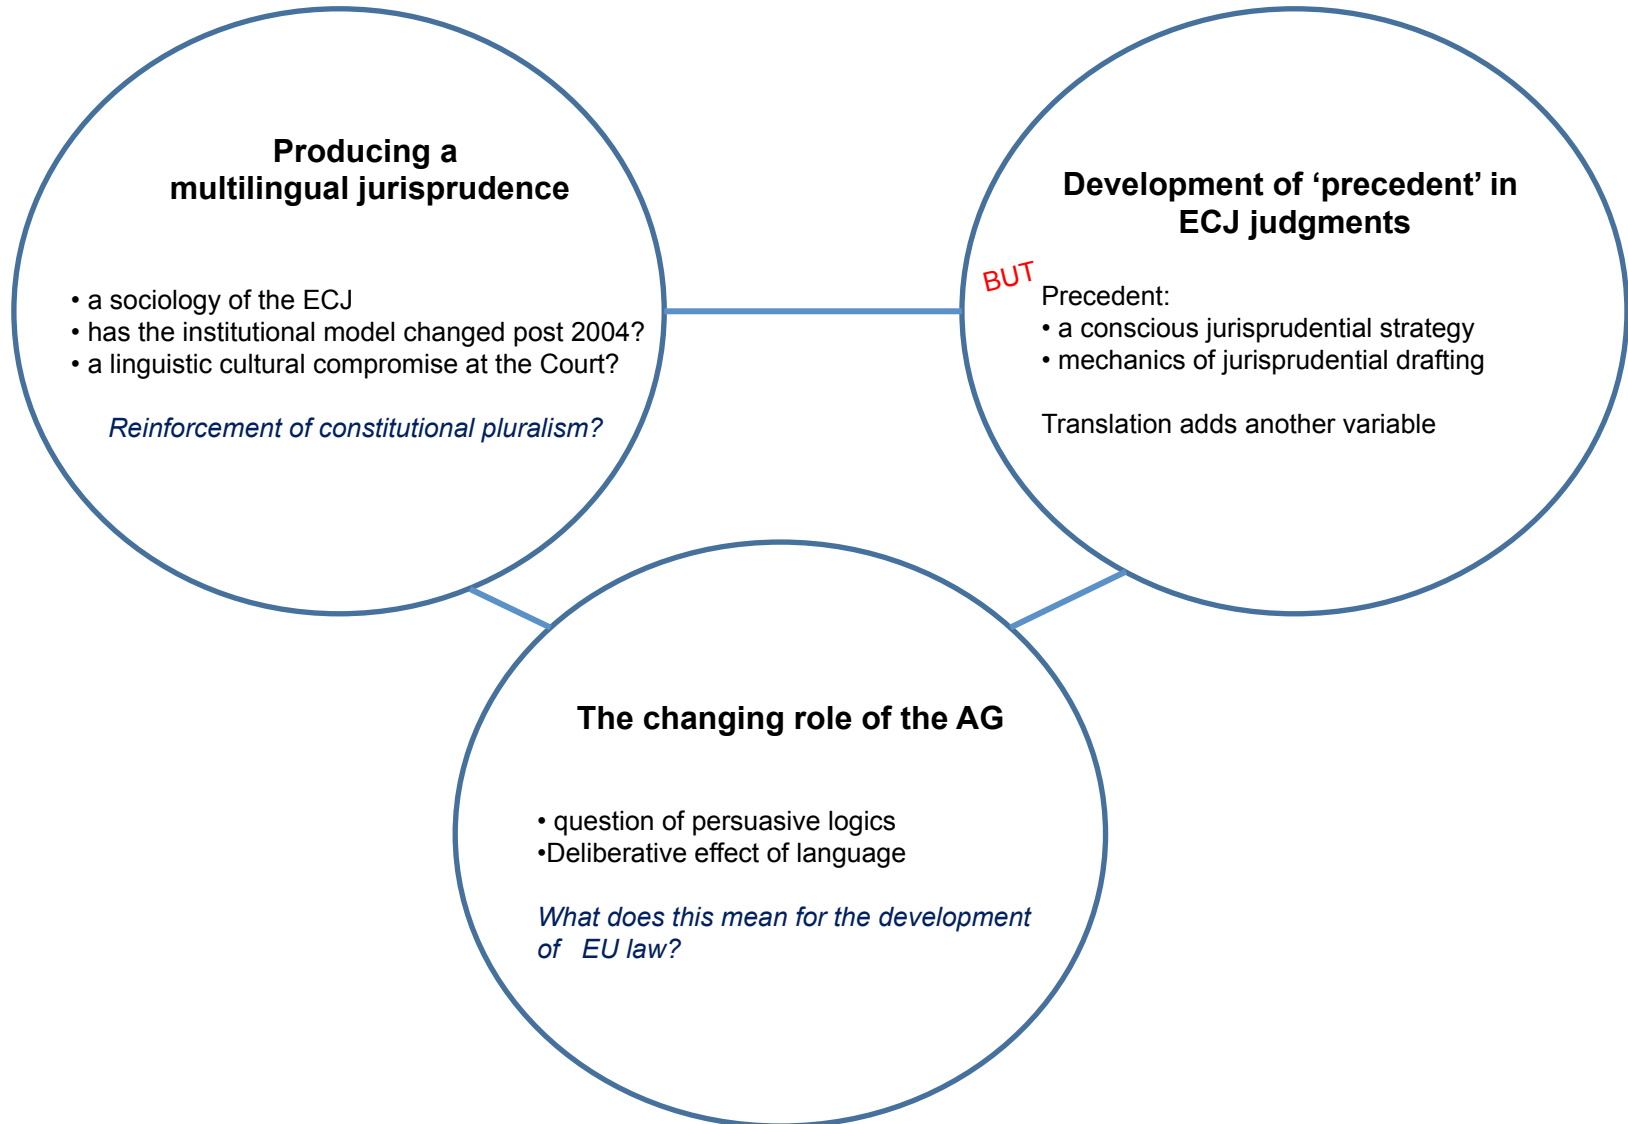 Producing a
multilingual jurisprudence
• a sociology of the ECJ
• has the institutional model changed post 2004?
• a linguistic cultural compromise at the Court?
Reinforcement of constitutional pluralism?
Development of ‘precedent’ in
ECJ judgments
BUT
Precedent:
• a conscious jurisprudential strategy
• mechanics of jurisprudential drafting
Translation adds another variable
The changing role of the AG
• question of persuasive logics
•Deliberative effect of language
What does this mean for the development
of EU law?